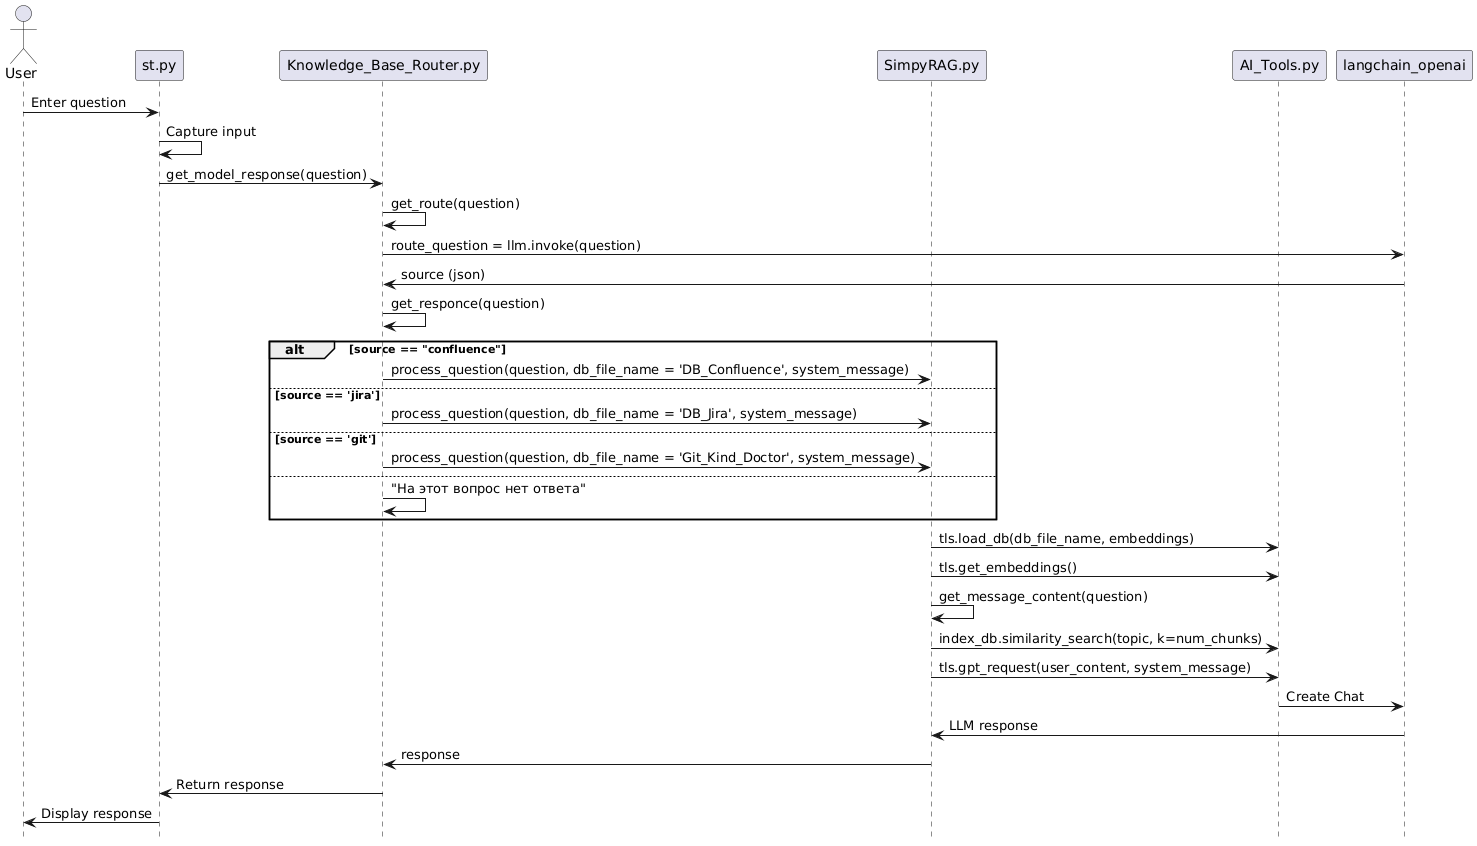 User
st.py
Knowledge_Base_Router.py
SimpyRAG.py
AI_Tools.py
langchain_openai
Enter question
Capture input
get_model_response(question)
get_route(question)
route_question = llm.invoke(question)
source (json)
get_responce(question)
alt
[source == "confluence"]
process_question(question, db_file_name = 'DB_Confluence', system_message)
[source == 'jira']
process_question(question, db_file_name = 'DB_Jira', system_message)
[source == 'git']
process_question(question, db_file_name = 'Git_Kind_Doctor', system_message)
"На этот вопрос нет ответа"
tls.load_db(db_file_name, embeddings)
tls.get_embeddings()
get_message_content(question)
index_db.similarity_search(topic, k=num_chunks)
tls.gpt_request(user_content, system_message)
Create Chat
LLM response
response
Return response
Display response